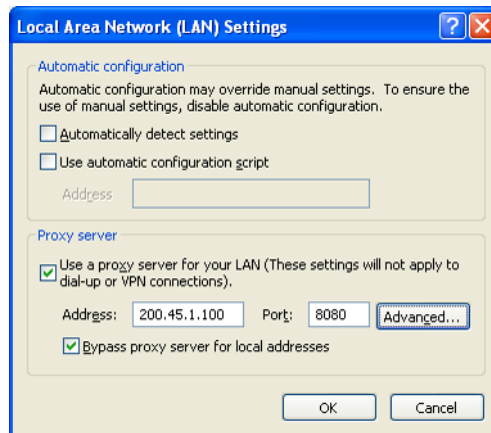 Local Area Network (LAN) Settings
Automatic configuration
Automatic configuration may override manual settings. To ensure the
use of manual settings, disable automatic configuration.
Automatically detect settings
Use automatic configuration script
Address
Proxy server
Use a proxy server for your LAN (These settings will not apply to
dial-up or VPN connections).
Address: 200.45.1.100 Port: 8080 Advanced...
Bypass proxy server for local addresses
OK Cancel